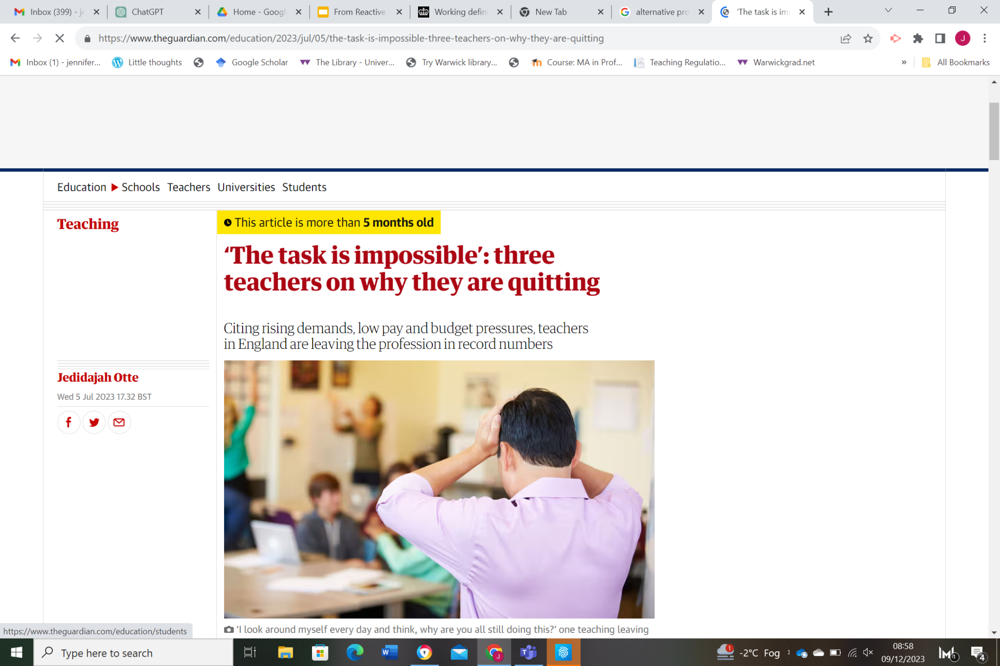 Inbox (399) - je
ChatGPT
Home - Googl
From Reactive
Working defin
New Tab
alternative pro
'The task is im
https://www.theguardian.com/education/2023/jul/05/the-task-is-impossible-three-teachers-on-why-they-are-quitting
J
Inbox (1) - jennifer...
Little thoughts
Google Scholar
The Library - Univer...
Try Warwick library...
Course: MA in Prof...
Teaching Regulatio...
Warwickgrad.net
»
All Bookmarks
Education Schools Teachers Universities Students
Teaching
This article is more than 5 months old
‘The task is impossible’: three
teachers on why they are quitting
Citing rising demands, low pay and budget pressures, teachers
in England are leaving the profession in record numbers
Jedidajah Otte
Wed 5 Jul 2023 17.32 BST
‘I look around myself every day and think, why are you all still doing this?’ one teaching leaving
https://www.theguardian.com/education/students
Type here to search
1
-2°C Fog
08:58
09/12/2023
4